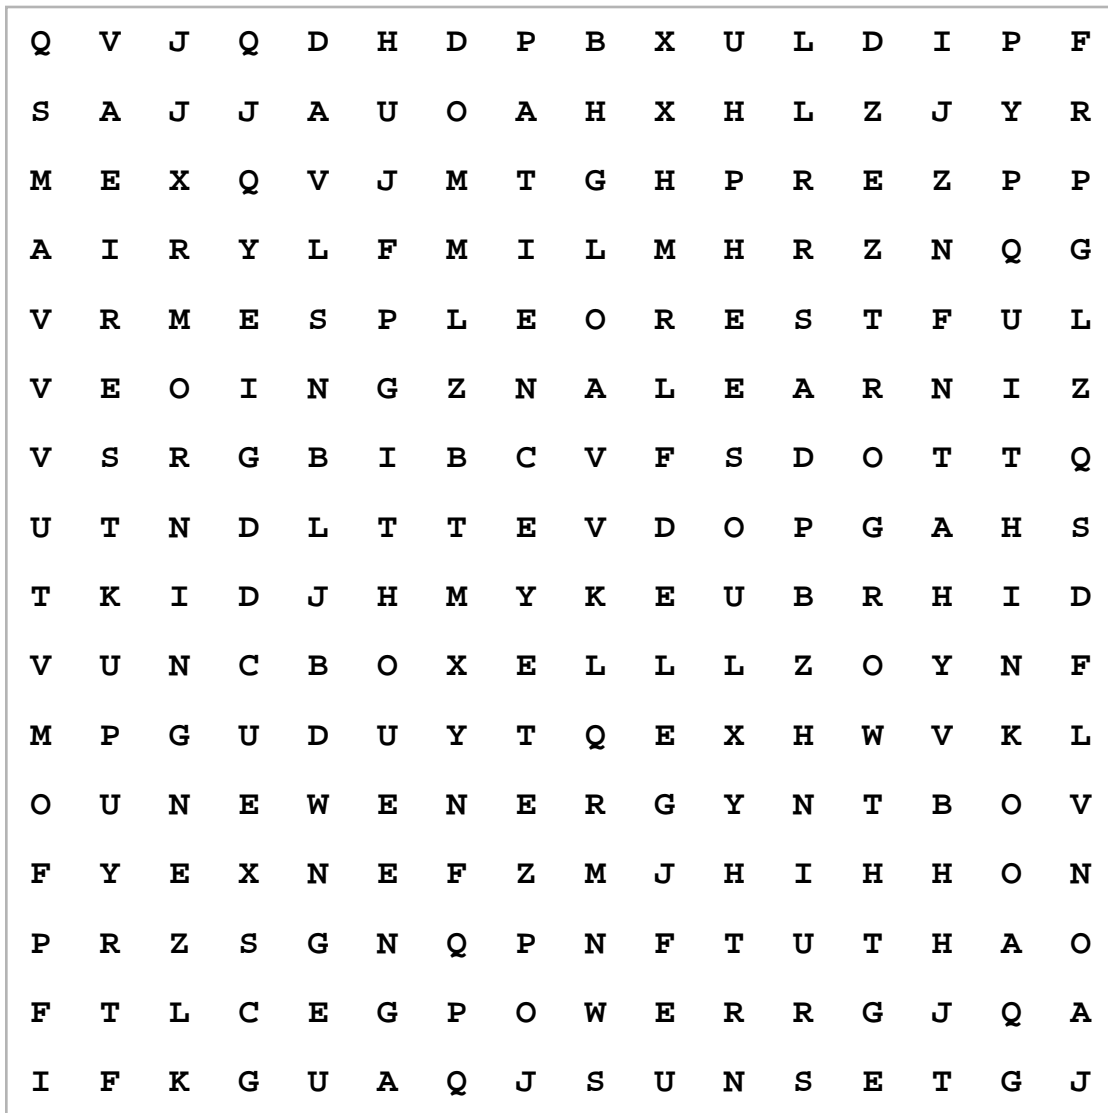 Q V J Q D H D P B X U L D I P F
S A J J A U O A H X H L Z J Y R
M E X Q V J M T G H P R E Z P P
A I R Y L F M I L M H R Z N Q G
V R M E S P L E O R E S T F U L
V E O I N G Z N A L E A R N I Z
V S R G B I B C V F S D O T T Q
U T N D L T T E V D O P G A H S
T K I D J H M Y K E U B R H I D
V U N C B O X E L L L Z O Y N F
M P G U D U Y T Q E X H W V K L
O U N E W E N E R G Y N T B O V
F Y E X N E F Z M J H I H H O N
P R Z S G N Q P N F T U T H A O
F T L C E G P O W E R R G J Q A
I F K G U A Q J S U N S E T G J